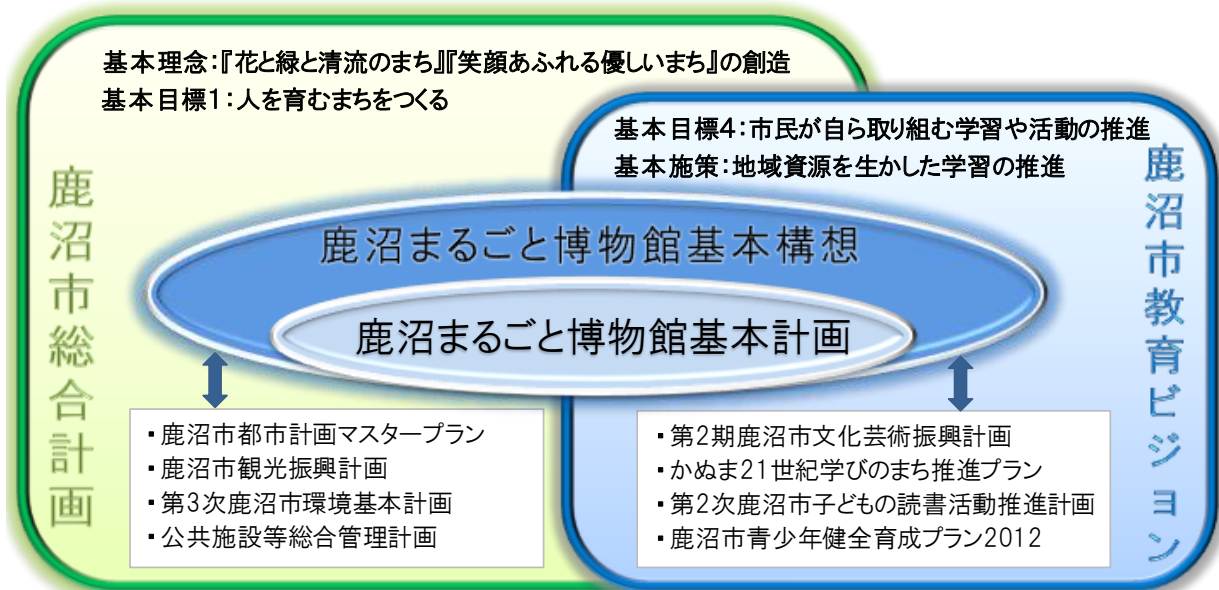 基本理念:『花と緑と清流のまち』『笑顔あふれる優しいまち』の創造
基本目標1:人を育むまちをつくる
鹿沼市総合計画
基本目標4:市民が自ら取り組む学習や活動の推進
基本施策:地域資源を生かした学習の推進
鹿沼市教育ビジョン
鹿沼まるごと博物館基本構想
鹿沼まるごと博物館基本計画
・鹿沼市都市計画マスタープラン
・鹿沼市観光振興計画
・第3次鹿沼市環境基本計画
・公共施設等総合管理計画
・第2期鹿沼市文化芸術振興計画
・かぬま21世紀学びのまち推進プラン
・第2次鹿沼市子どもの読書活動推進計画
・鹿沼市青少年健全育成プラン2012